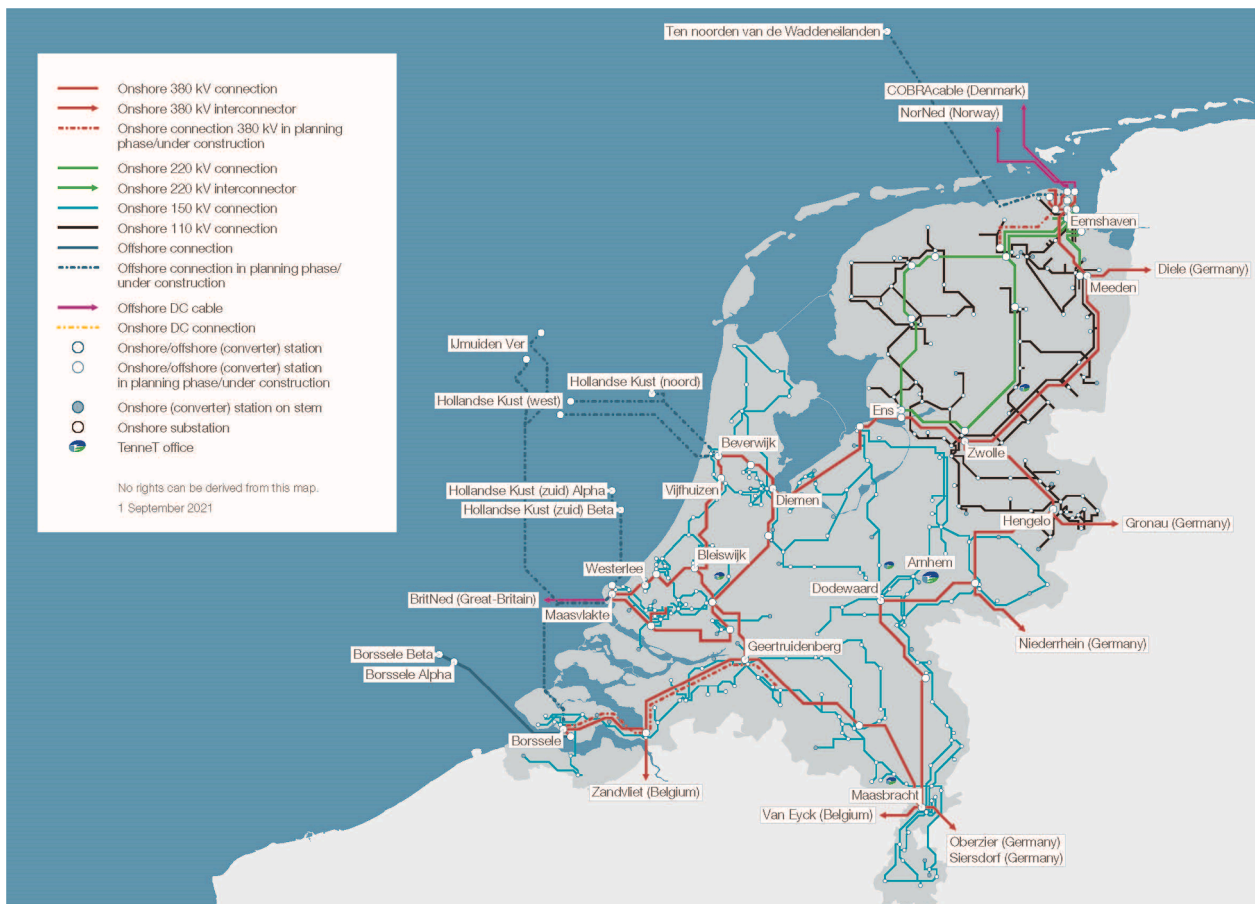 Onshore 380 kV connection
Onshore 380 kV interconnector
Onshore connection 380 kV in planning
phase/under construction
Onshore 220 kV connection
Onshore 220 kV interconnector
Onshore 150 kV connection
Onshore 110 kV connection
Offshore connection
Offshore connection in planning phase/
under construction
Offshore DC cable
Onshore DC connection
Onshore/offshore (converter) station
Onshore/offshore (converter) station
in planning phase/under construction
Onshore (converter) station on stem
Onshore substation
TenneT office
No rights can be derived from this map.
1 September 2021
Ten noorden van de Waddeneilanden
COBRAcable (Denmark)
NorNed (Norway)
Eemshaven
Diele (Germany)
Meeden
IJmuiden Ver
Hollandse Kust (noord)
Hollandse Kust (west)
Ens
Beverwijk
Zwolle
Vijfhuizen
Hollandse Kust (zuid) Alpha
Diemen
Hollandse Kust (zuid) Beta
Hengelo
Gronau (Germany)
Bleiswijk
Arnhem
Westerlee
Dodewaard
BritNed (Great-Britain)
Maasvlakte
Niederrhein (Germany)
Geertruidenberg
Borssele Beta
Borssele Alpha
Borssele
Zandvliet (Belgium)
Maasbracht
Van Eyck (Belgium)
Oberzier (Germany)
Siersdorf (Germany)